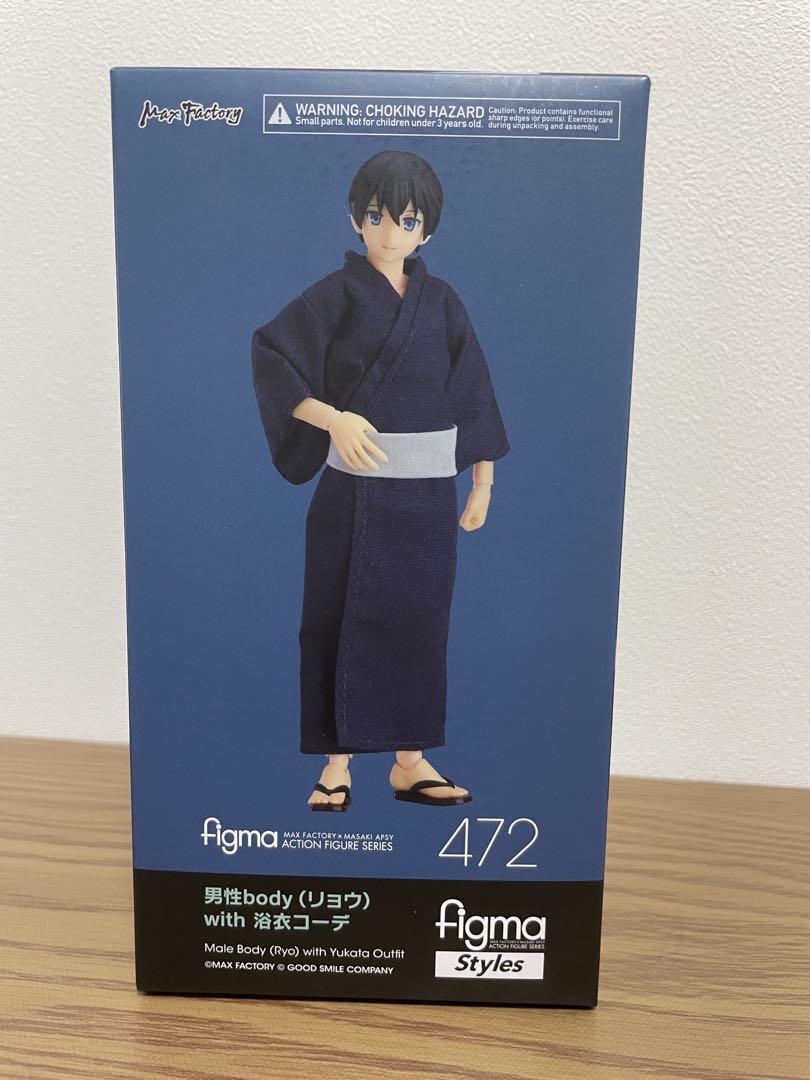 Max Factory
WARNING: CHOKING HAZARD
Small parts. Not for children under 3 years old.
Caution: Product contains functional
sharp edges (or points). Exercise care
during unpacking and assembly.
figma
MAX FACTORY×MASAKI APSY
ACTION FIGURE SERIES
472
男性body（リョウ）
with 浴衣コーデ
Male Body (Ryo) with Yukata Outfit
©MAX FACTORY © GOOD SMILE COMPANY
figma
MAX FACTORY×MASAKI APSY
ACTION FIGURE SERIES
Styles